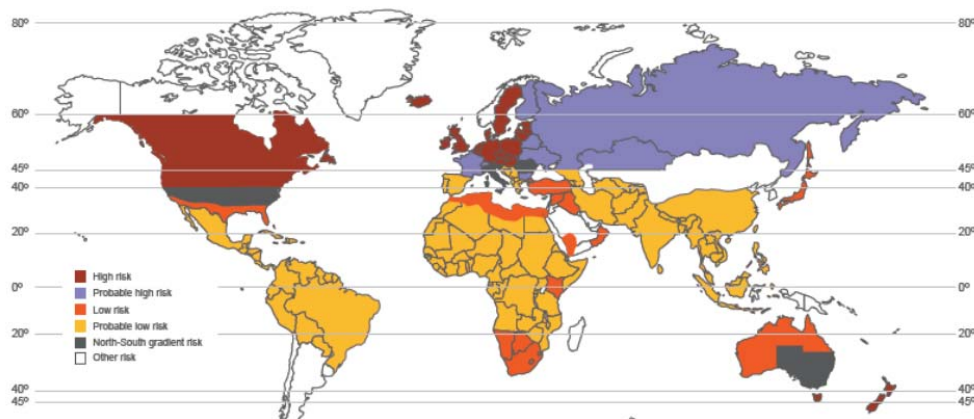 80º 80º
60º 60º
45º 45º
40º 40º
20º 20º
High risk
Probable high risk
0º Low risk 0º
Probable low risk
20º North-South gradient risk 20º
Other risk
40º 40º
45º 45º